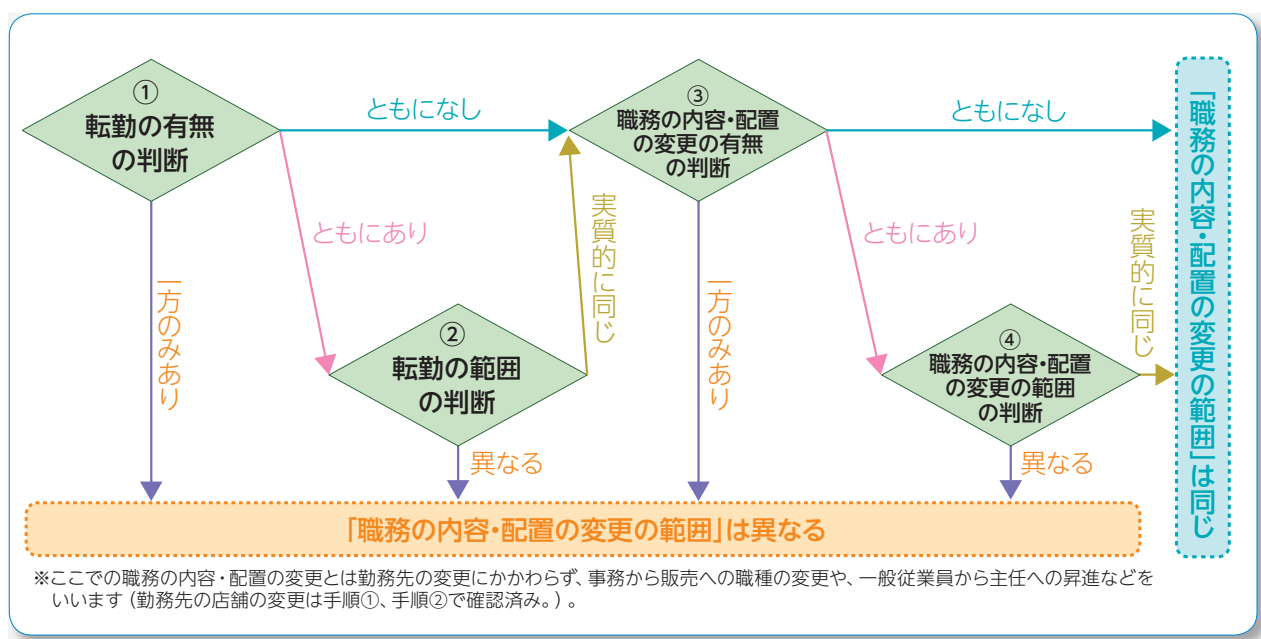 ①
転勤の有無
の判断
ともになし
ともにあり
一方のみあり
②
転勤の範囲
の判断
実質的に同じ
異なる
③
職務の内容・配置
の変更の有無
の判断
ともになし
ともにあり
一方のみあり
④
職務の内容・配置
の変更の範囲
の判断
実質的に同じ
異なる
「職務の内容・配置の変更の範囲」は同じ
「職務の内容・配置の変更の範囲」は異なる
※ここでの職務の内容・配置の変更とは勤務先の変更にかかわらず、事務から販売への職種の変更や、一般従業員から主任への昇進などを
いいます（勤務先の店舗の変更は手順①、手順②で確認済み。）。